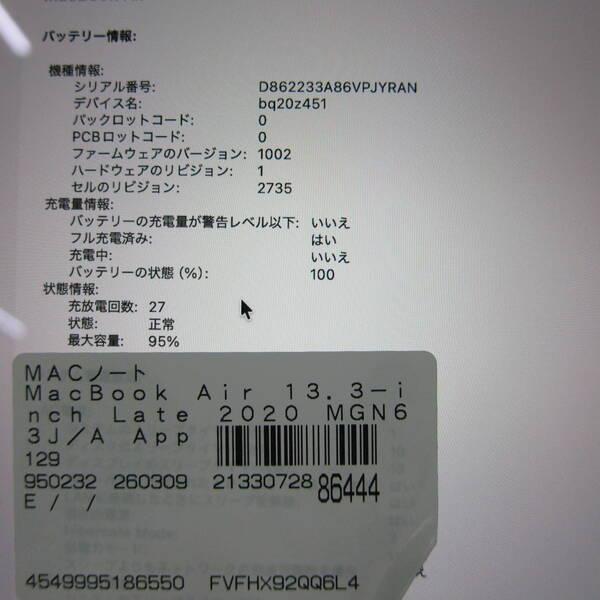 バッテリー情報:
機種情報:
シリアル番号: D862233A86VPJYRAN
デバイス名: bq20z451
パックロットコード: 0
PCBロットコード: 0
ファームウェアのバージョン: 1002
ハードウェアのリビジョン: 1
セルのリビジョン: 2735
充電量情報:
バッテリーの充電量が警告レベル以下: いいえ
フル充電済み: はい
充電中: いいえ
バッテリーの状態 (%): 100
状態情報:
充放電回数: 27
状態: 正常
最大容量: 95%
MACノート
MacBook Air 13.3-i
nch Late 2020 MGN6
3J/A App
129
950232 260309 21330728 86444
E / /
4549995186550 FVFHX92QQ6L4